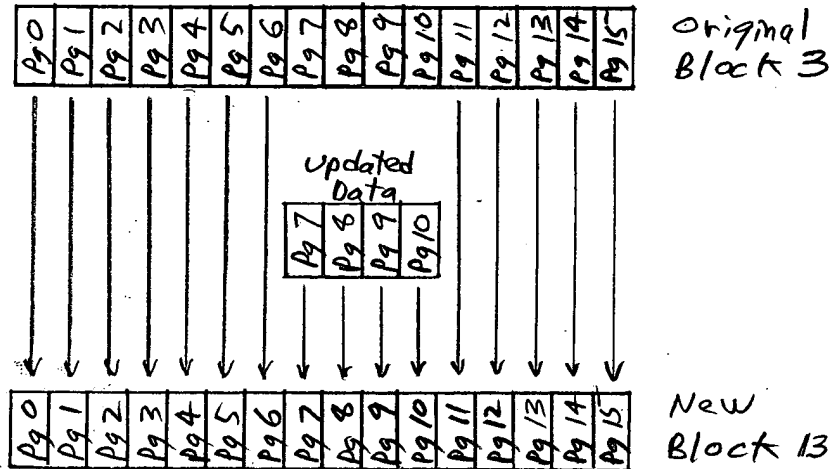 Pg 0 Pg 1 Pg 2 Pg 3 Pg 4 Pg 5 Pg 6 Pg 7 Pg 8 Pg 9 Pg 10 Pg 11 Pg 12 Pg 13 Pg 14 Pg 15
Original
Block 3
Updated
Data
Pg 7 Pg 8 Pg 9 Pg 10
Pg 0 Pg 1 Pg 2 Pg 3 Pg 4 Pg 5 Pg 6 Pg 7 Pg 8 Pg 9 Pg 10 Pg 11 Pg 12 Pg 13 Pg 14 Pg 15
New
Block 13